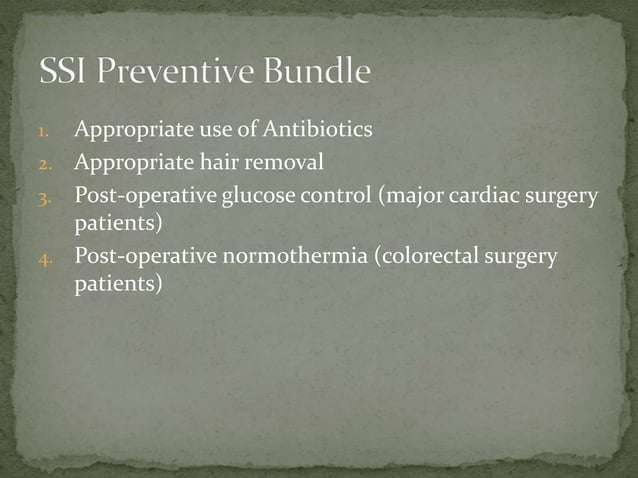 SSI Preventive Bundle
1. Appropriate use of Antibiotics
2. Appropriate hair removal
3. Post-operative glucose control (major cardiac surgery
patients)
4. Post-operative normothermia (colorectal surgery
patients)